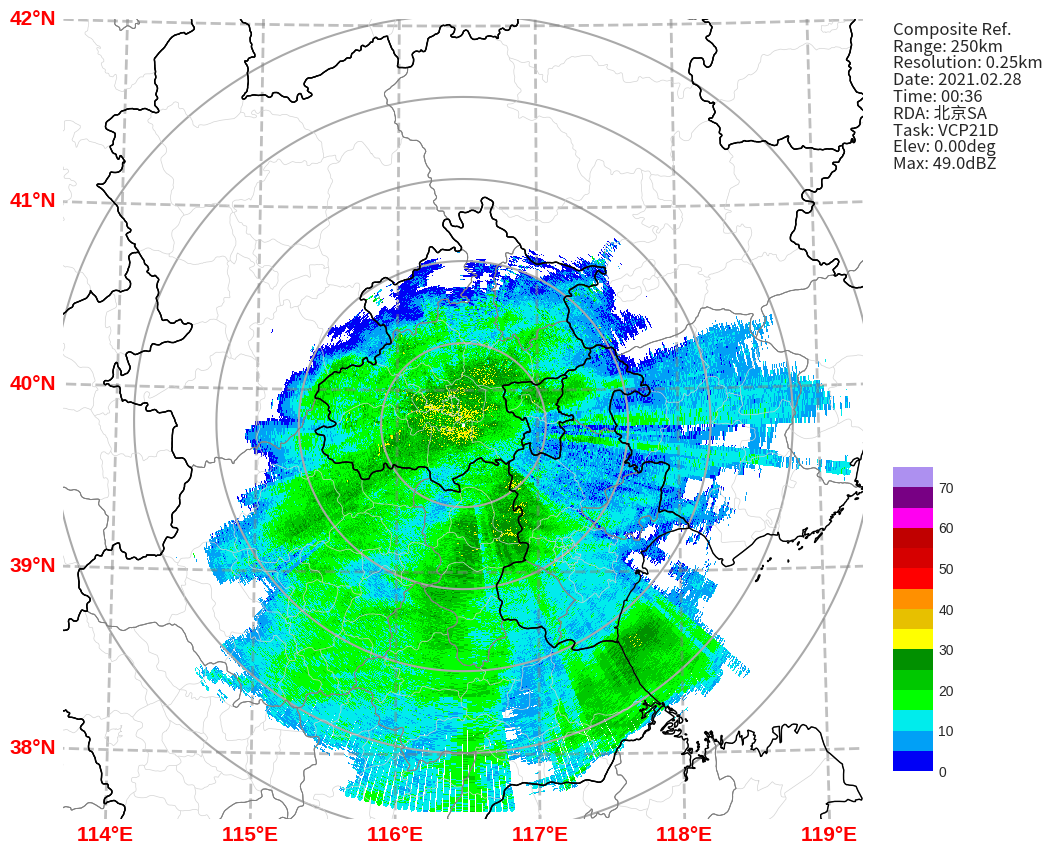 42°N
41°N
40°N
39°N
38°N
114°E
115°E
116°E
117°E
118°E
119°E
Composite Ref.
Range: 250km
Resolution: 0.25km
Date: 2021.02.28
Time: 00:36
RDA: 北京SA
Task: VCP21D
Elev: 0.00deg
Max: 49.0dBZ
70
60
50
40
30
20
10
0